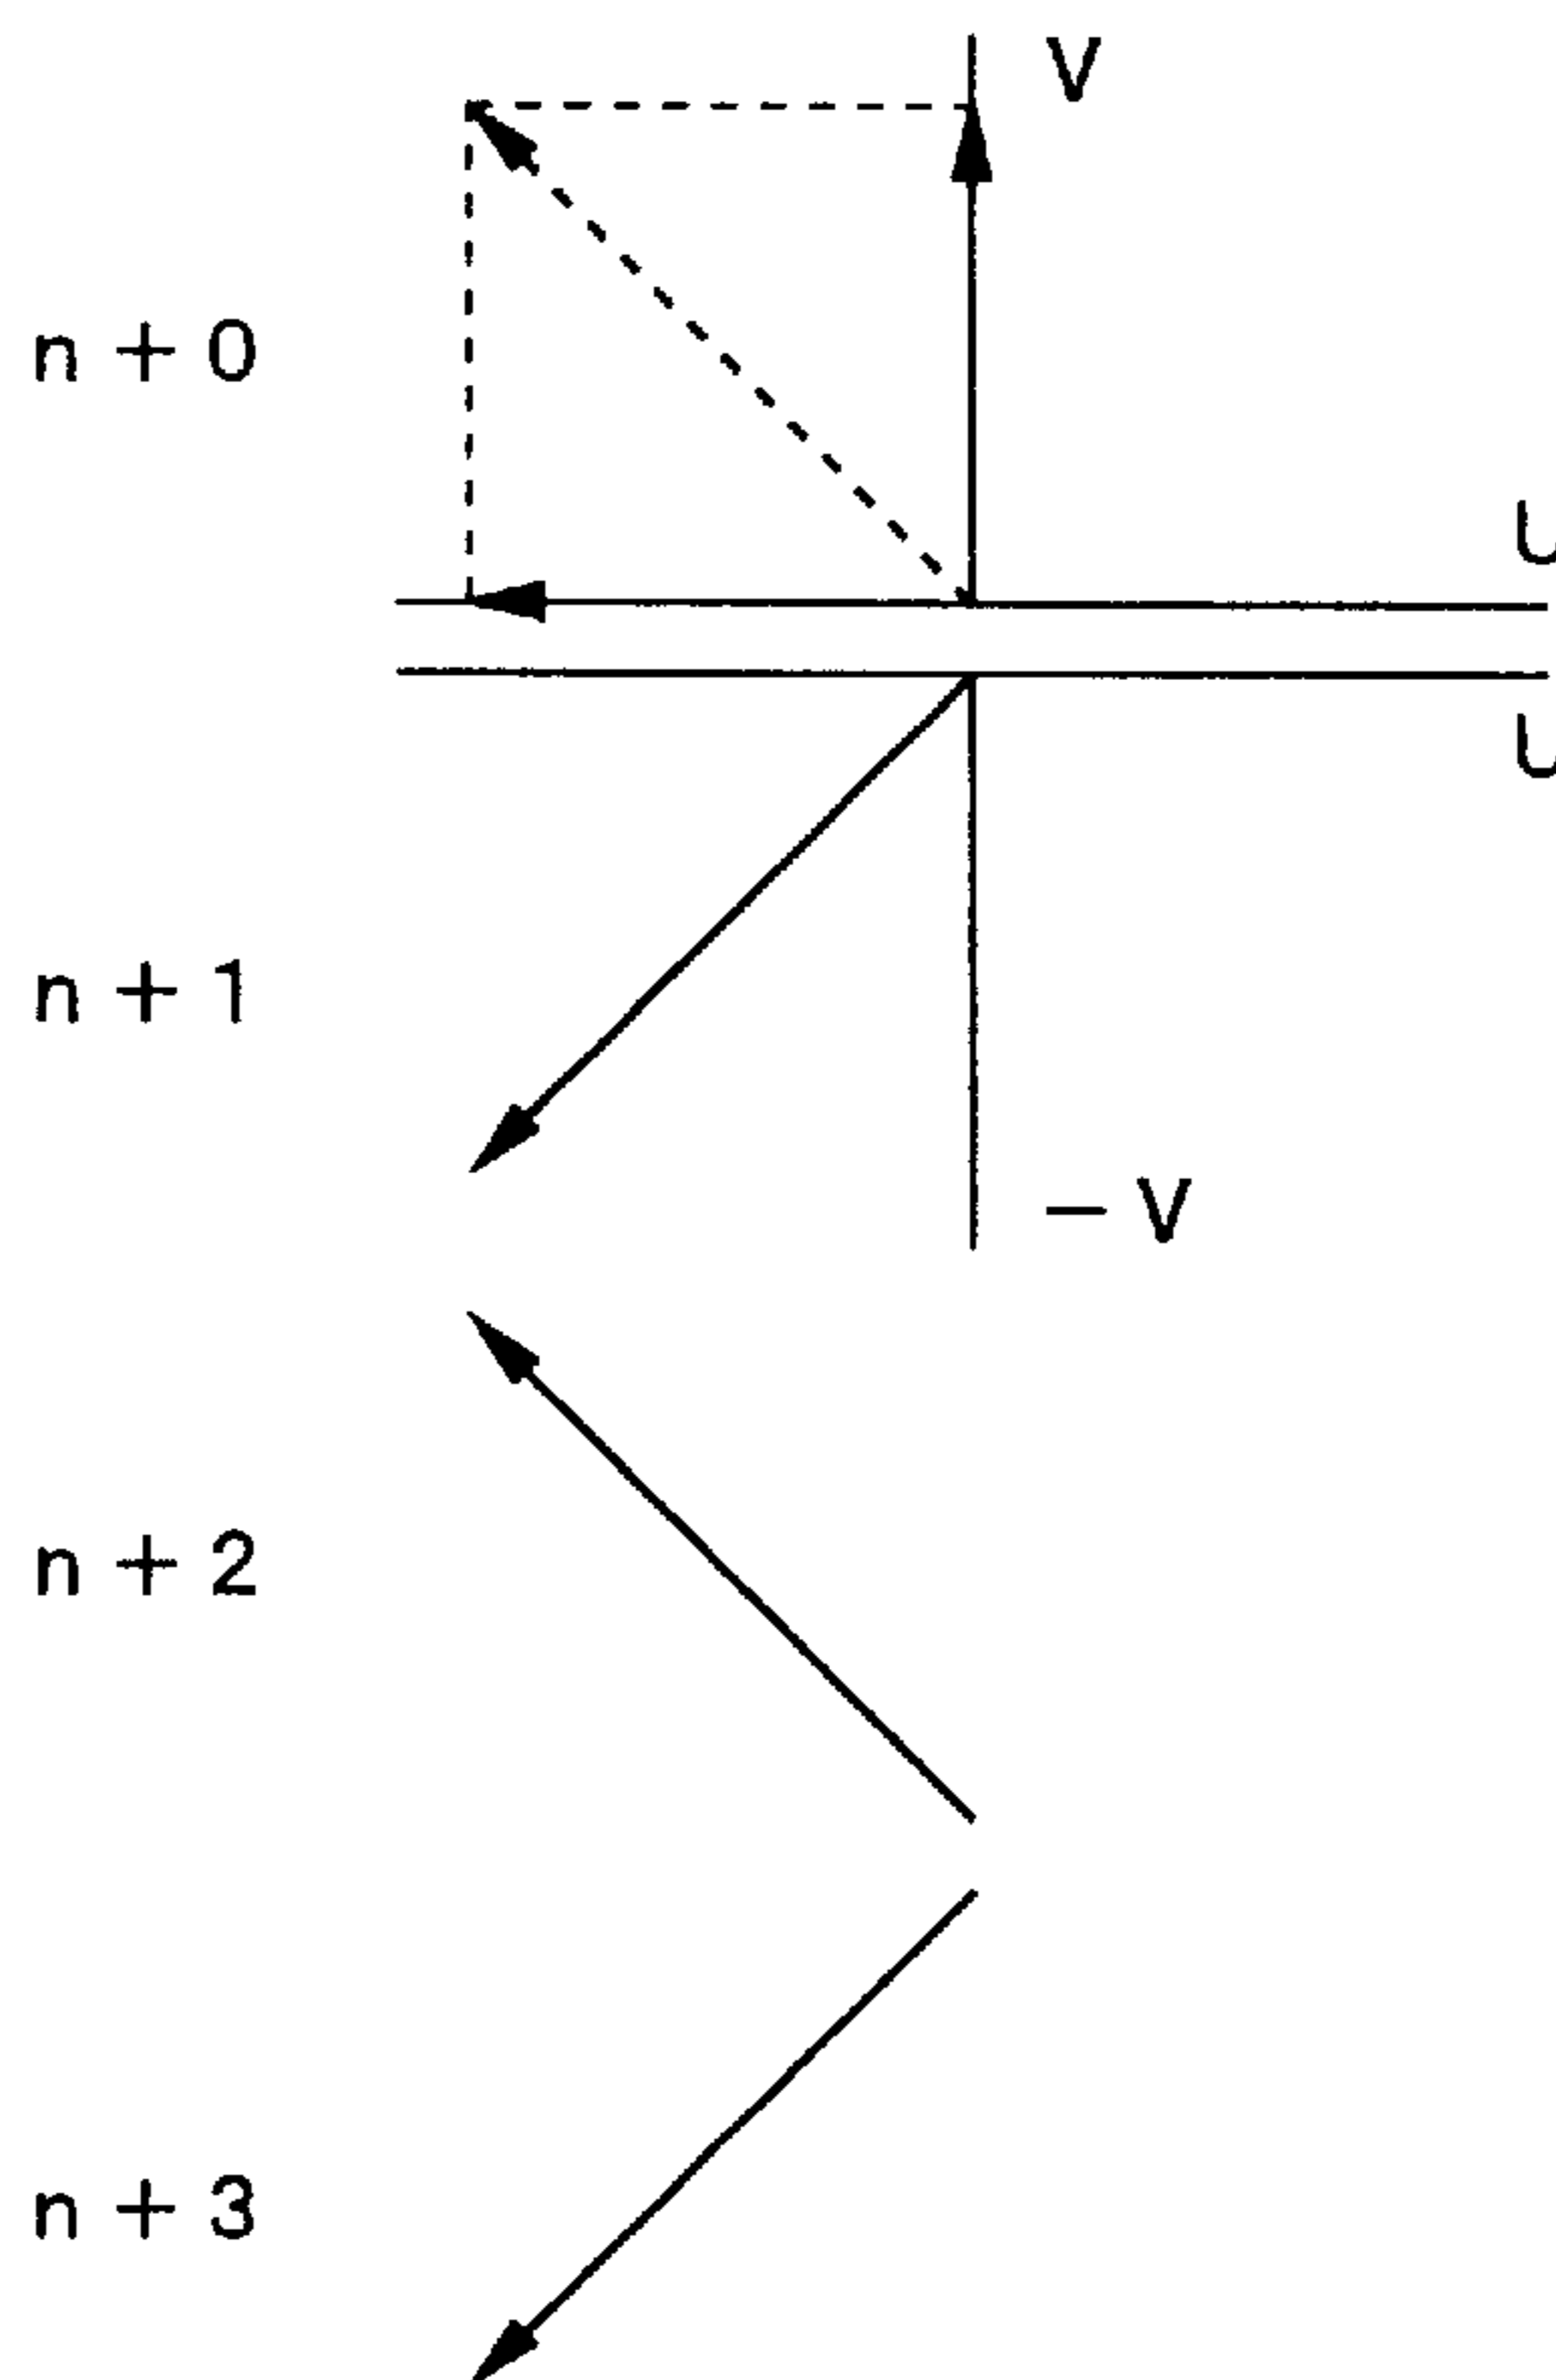 V
n + 0
U
U
n + 1
– V
n + 2
n + 3